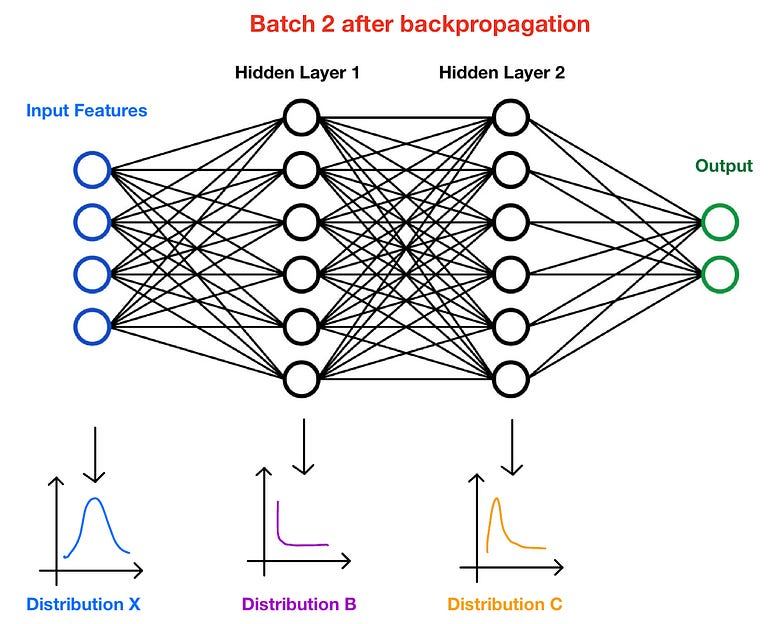 Batch 2 after backpropagation
Hidden Layer 1
Hidden Layer 2
Input Features
Output
Distribution X
Distribution B
Distribution C